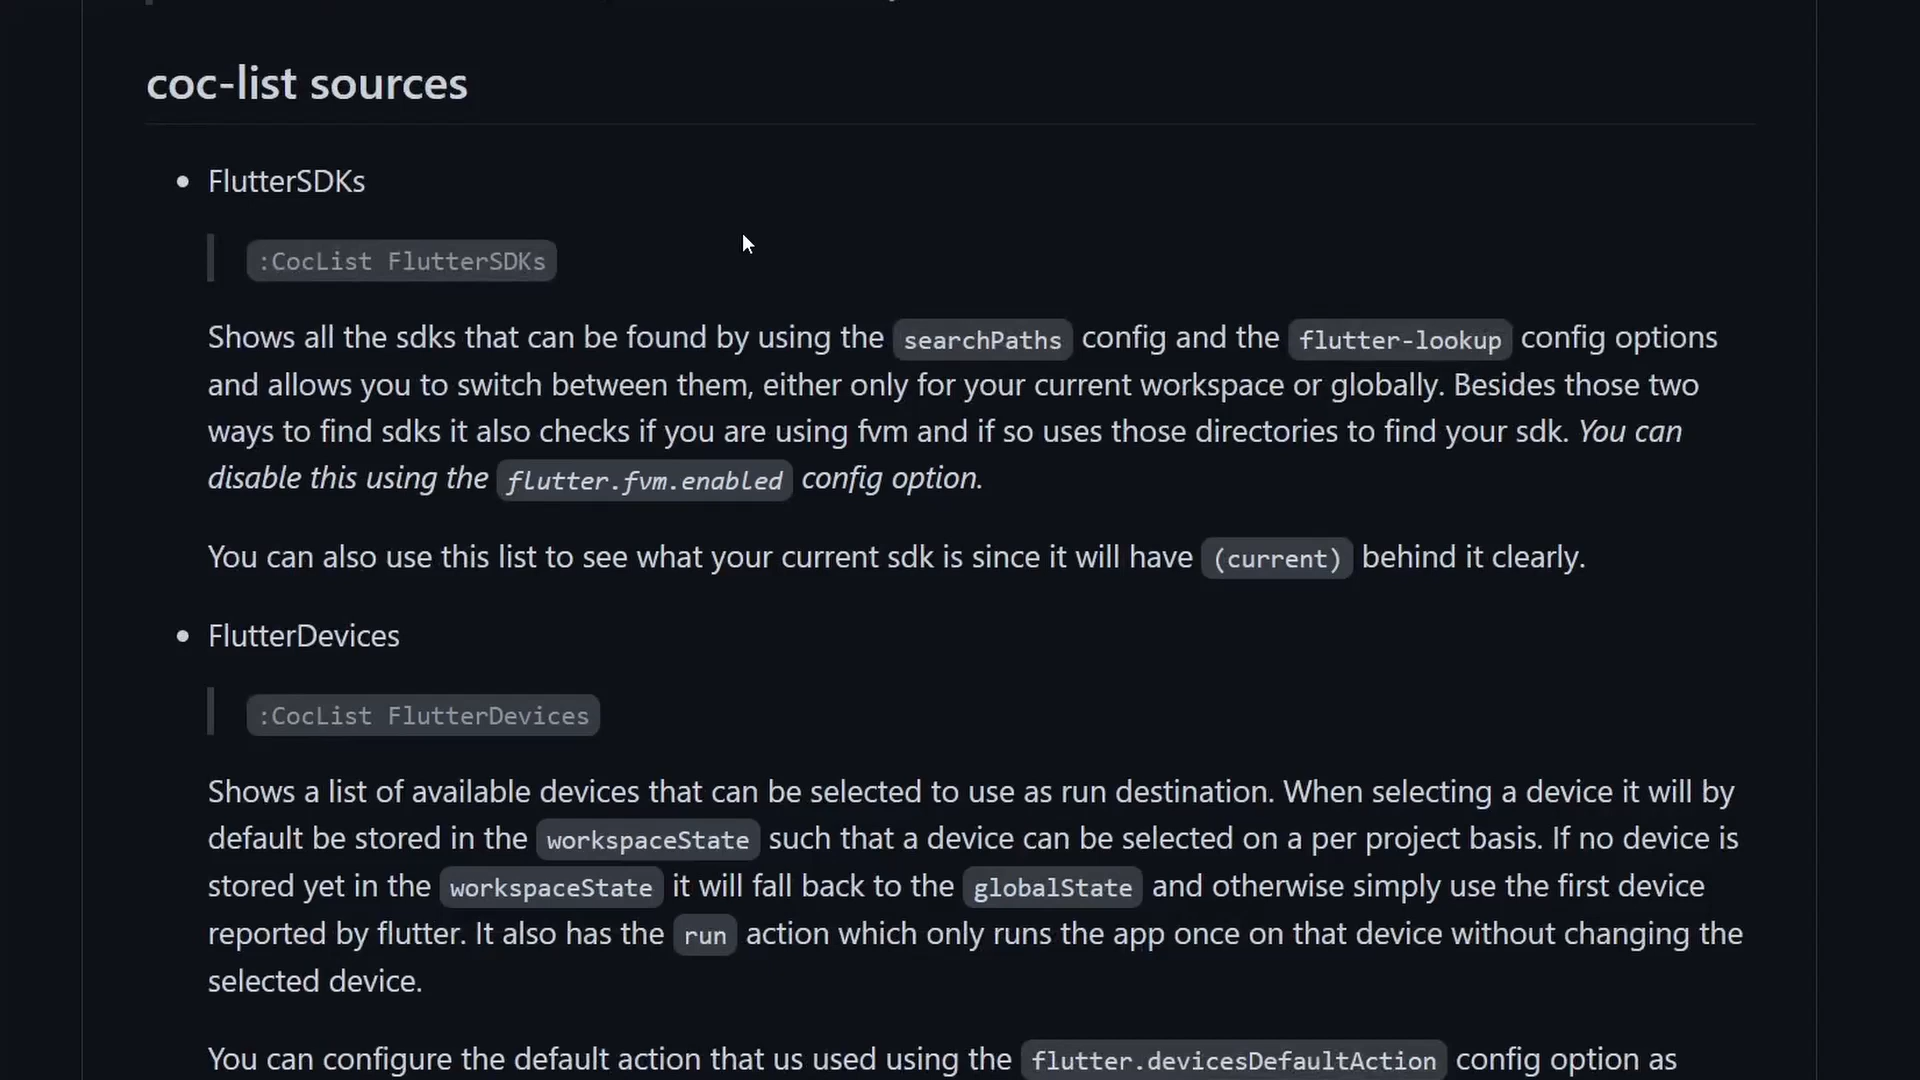 coc-list sources
FlutterSDKs
:CocList FlutterSDKs
Shows all the sdks that can be found by using the searchPaths config and the flutter-lookup config options
and allows you to switch between them, either only for your current workspace or globally. Besides those two
ways to find sdks it also checks if you are using fvm and if so uses those directories to find your sdk. You can
disable this using the flutter.fvm.enabled config option.
You can also use this list to see what your current sdk is since it will have (current) behind it clearly.
FlutterDevices
:CocList FlutterDevices
Shows a list of available devices that can be selected to use as run destination. When selecting a device it will by
default be stored in the workspaceState such that a device can be selected on a per project basis. If no device is
stored yet in the workspaceState it will fall back to the globalState and otherwise simply use the first device
reported by flutter. It also has the run action which only runs the app once on that device without changing the
selected device.
You can configure the default action that us used using the flutter.devicesDefaultAction config option as